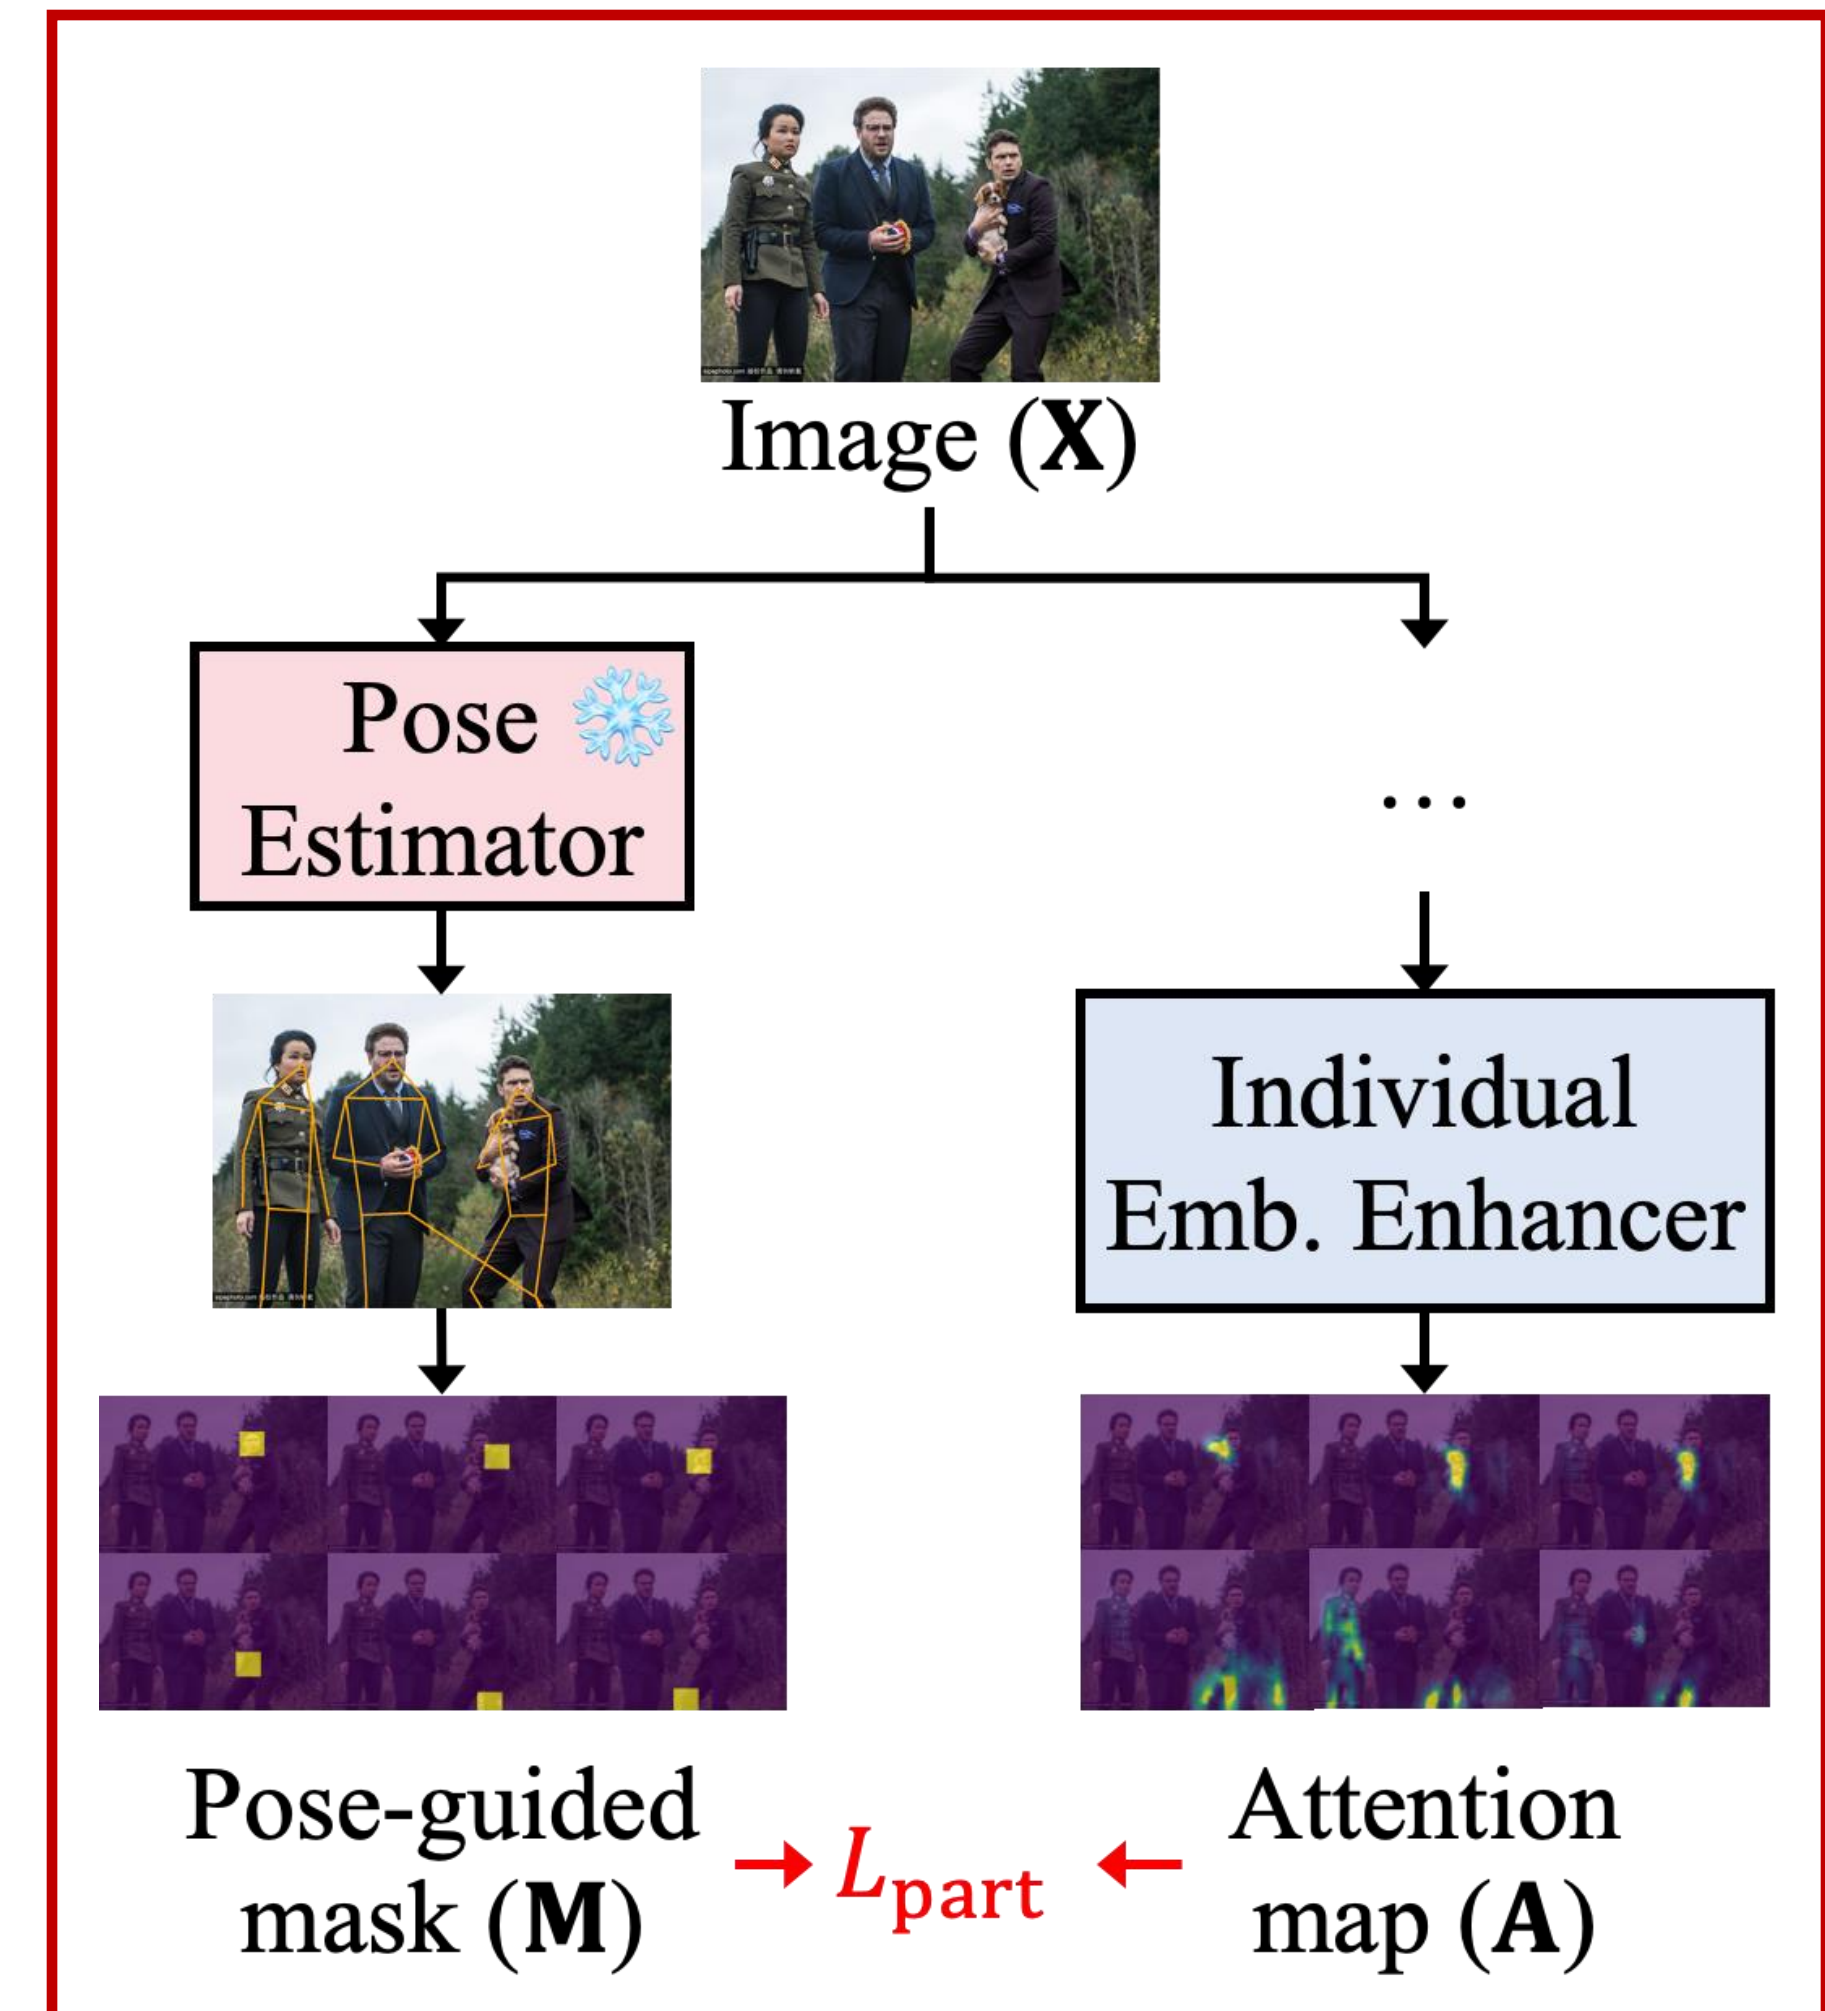 Image (X)
Pose
Estimator
...
Individual
Emb. Enhancer
Pose-guided
mask (M)
L_part
Attention
map (A)